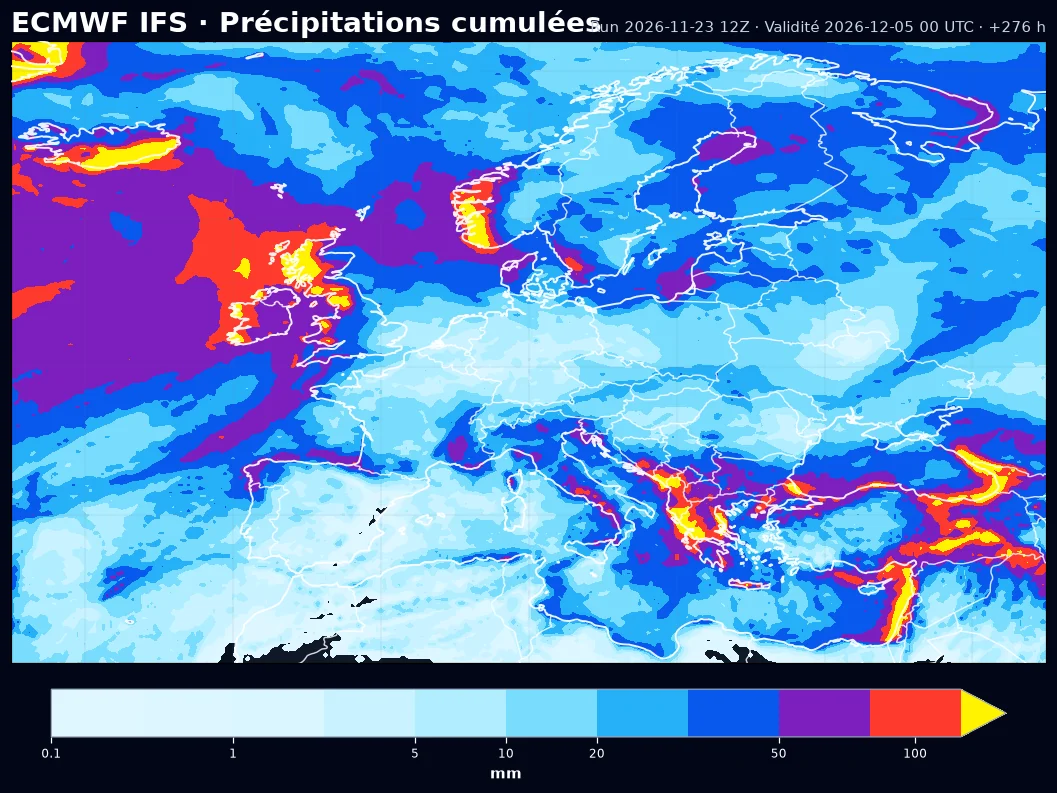 ECMWF IFS · Précipitations cumulées
Run 2026-11-23 12Z · Validité 2026-12-05 00 UTC · +276 h
0.1 1 5 10 20 50 100
mm